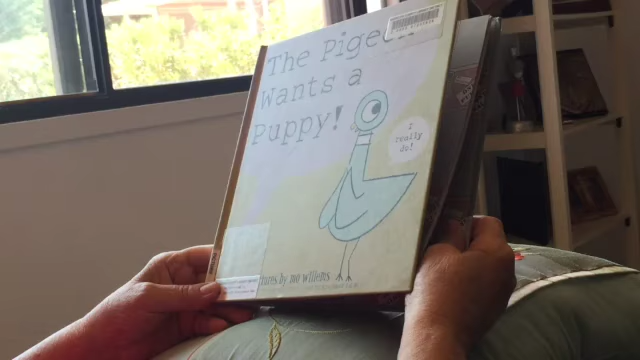 The Pigeon
Wants a
Puppy!
I
really
do!
by mo willems